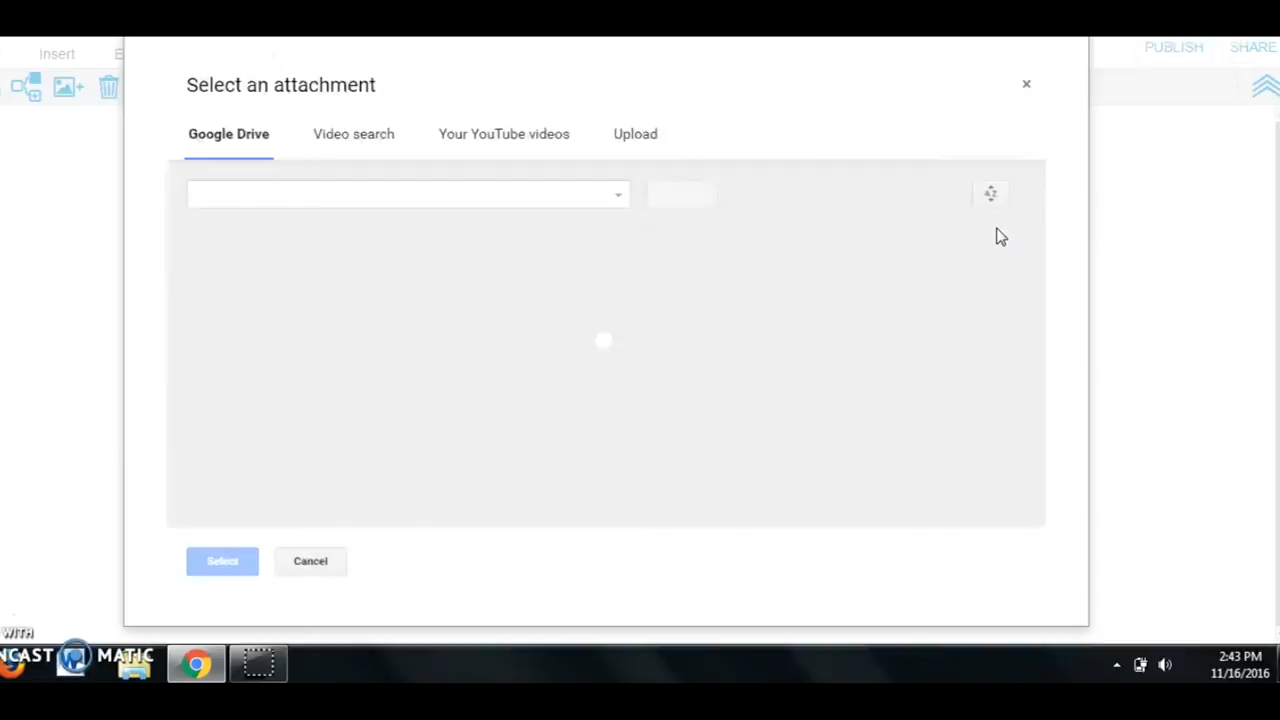 Insert E PUBLISH SHARE
Select an attachment
Google Drive Video search Your YouTube videos Upload
Select Cancel
WITH
NCAST MATIC
2:43 PM
11/16/2016